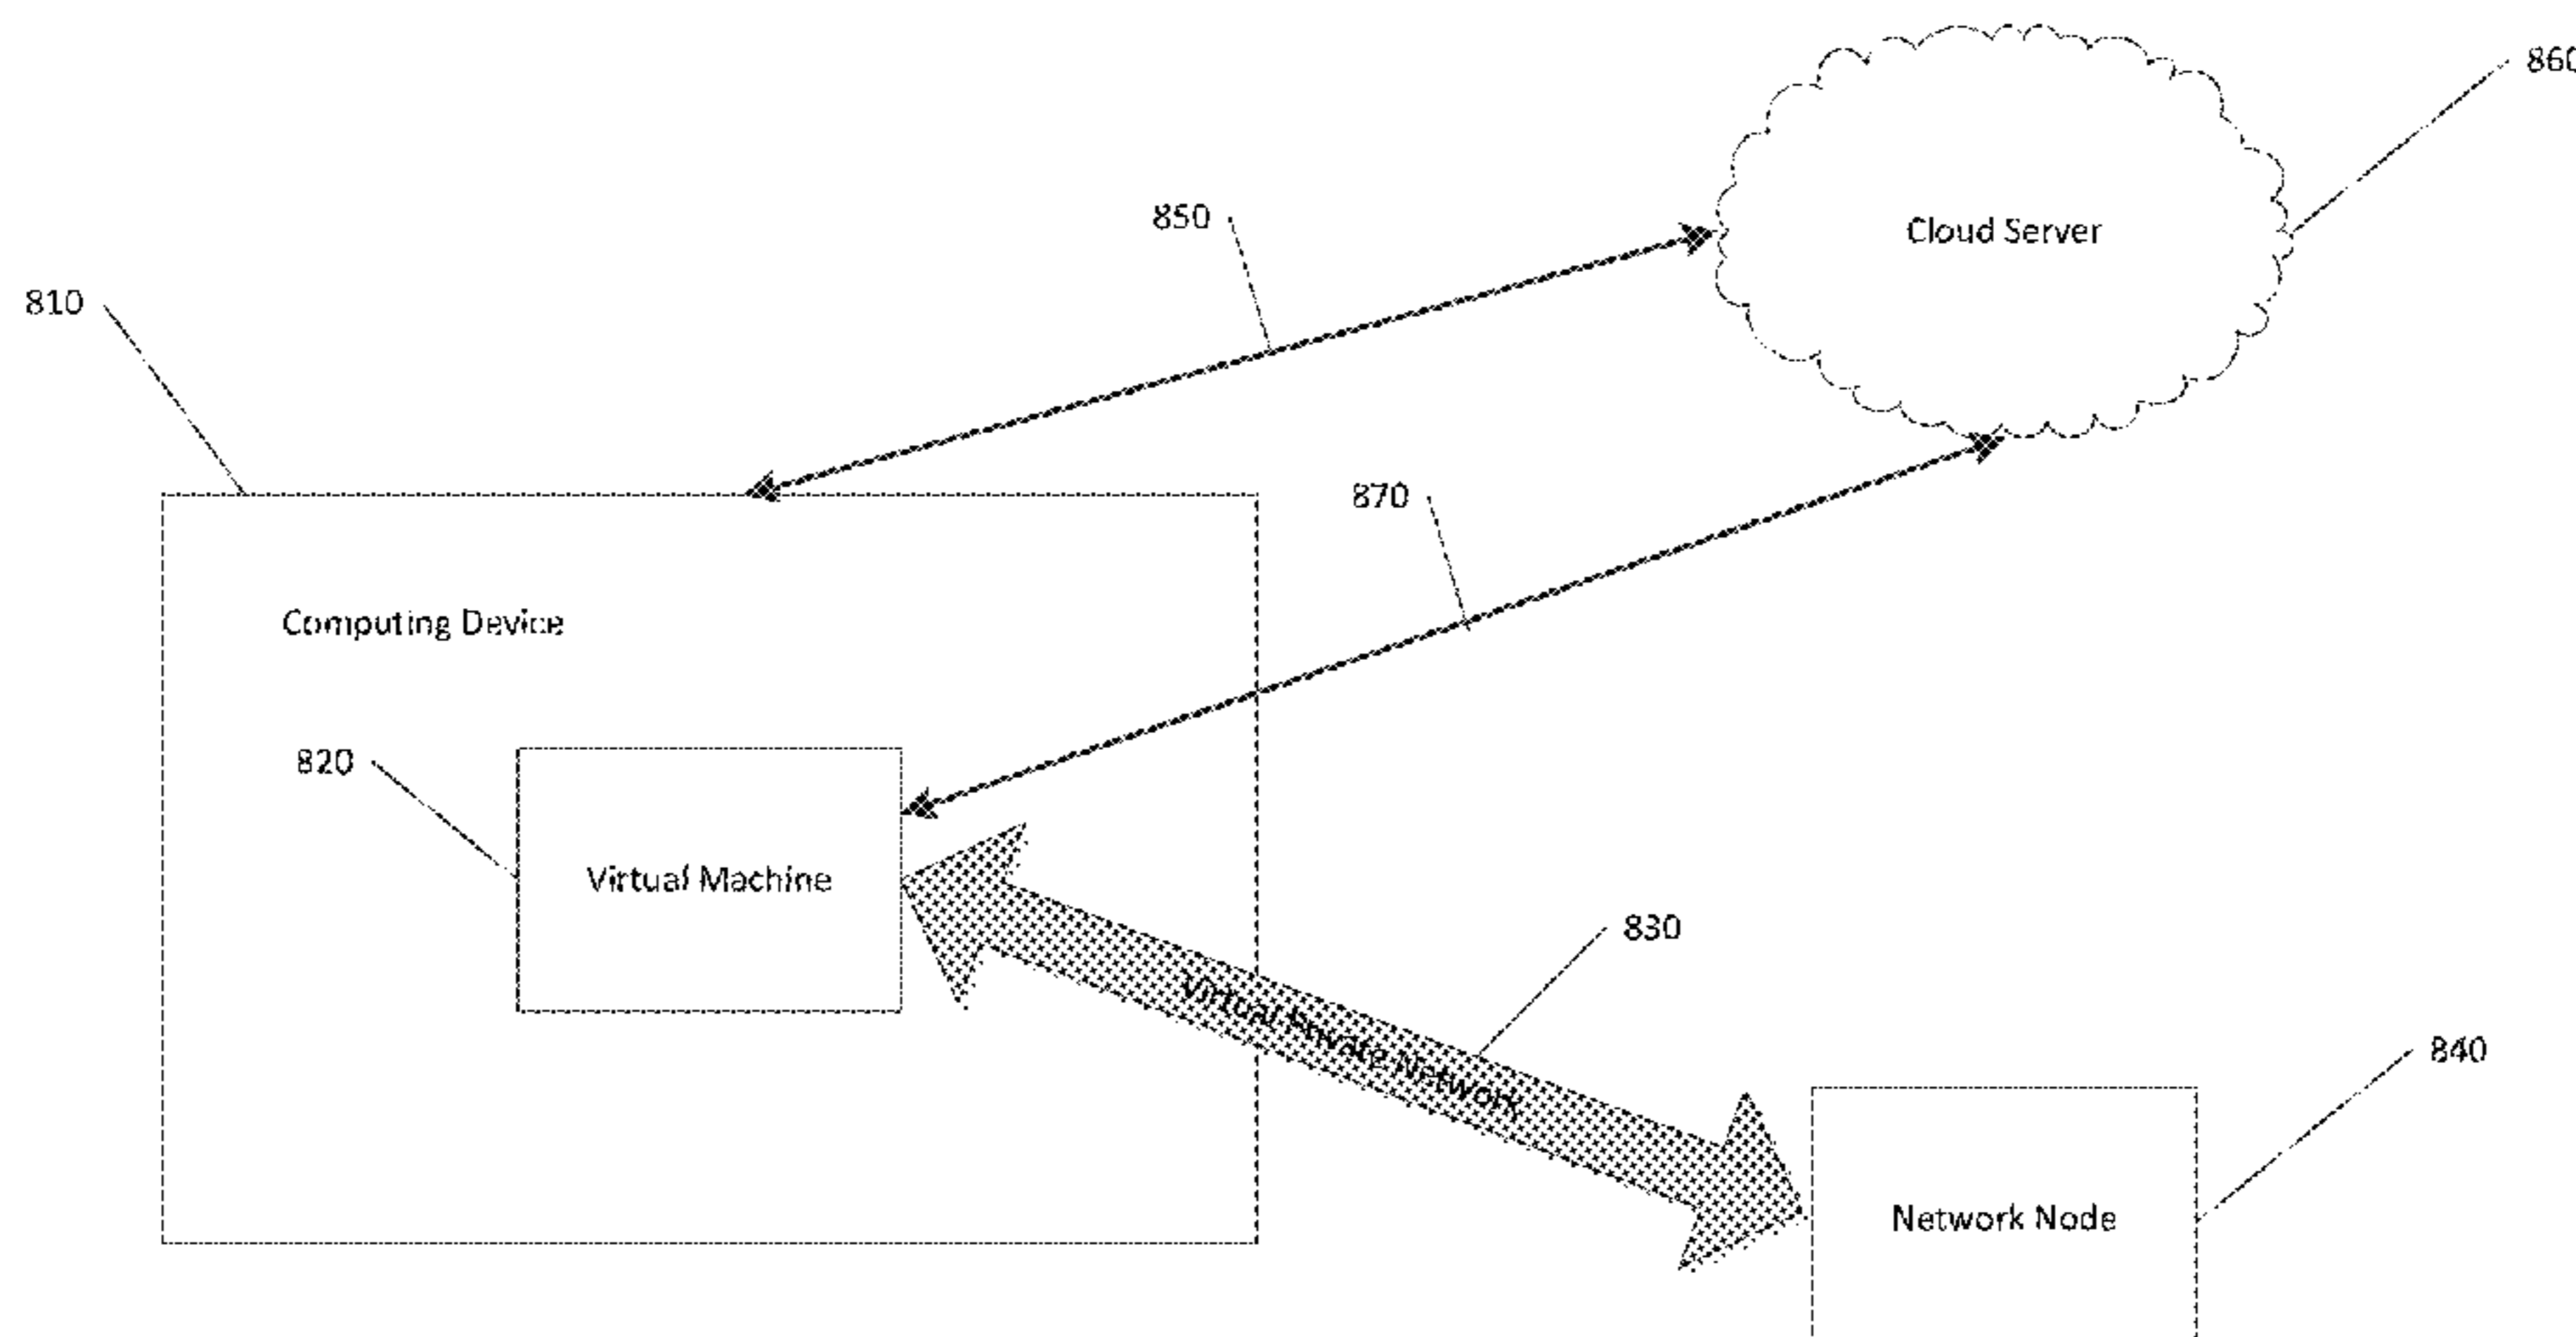 860
Cloud Server
850
810
870
Computing Device
820
Virtual Machine
830
Virtual Private Network
840
Network Node